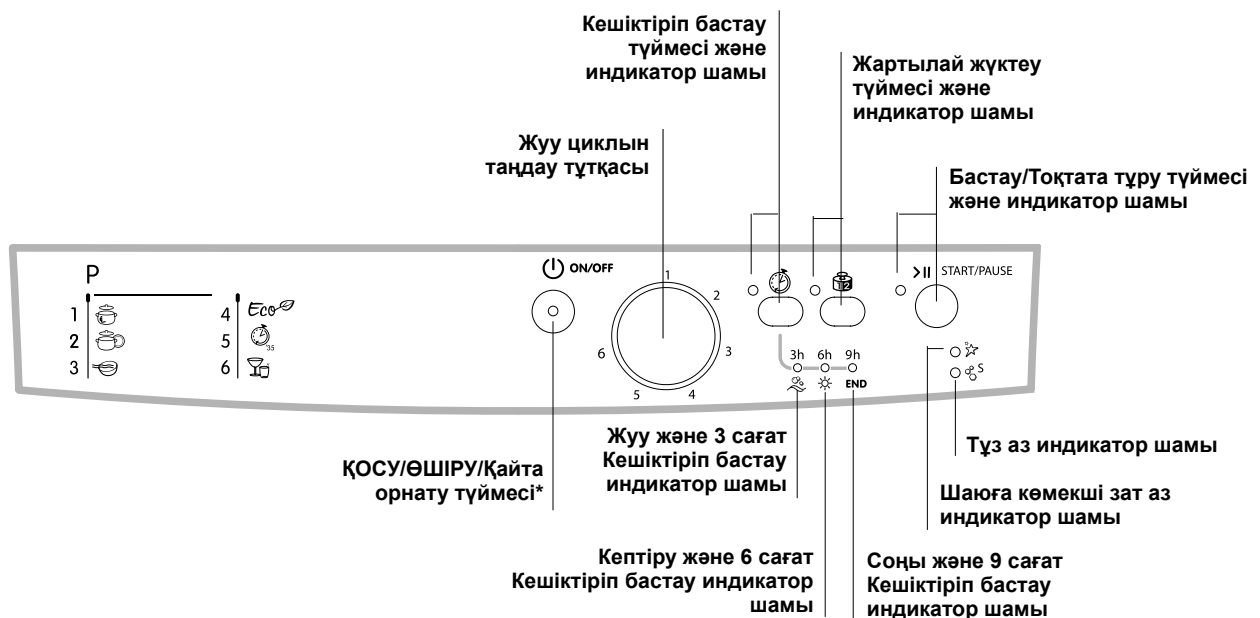 Кешіктіріп бастау
түймесі және
индикатор шамы
Жартылай жүктеу
түймесі және
индикатор шамы
Жуу циклын
таңдау тұтқасы
Бастау/Тоқтата тұру түймесі
және индикатор шамы
P
1
2
3
4 Eco
5 35
6
ON/OFF
1
2
3
4
5
6
1/2
START/PAUSE
3h 6h 9h
END
S
Жуу және 3 сағат
Кешіктіріп бастау
индикатор шамы
ҚОСУ/ӨШІРУ/Қайта
орнату түймесі*
Тұз аз индикатор шамы
Шаюға көмекші зат аз
индикатор шамы
Кептіру және 6 сағат
Кешіктіріп бастау индикатор
шамы
Соңы және 9 сағат
Кешіктіріп бастау
индикатор шамы